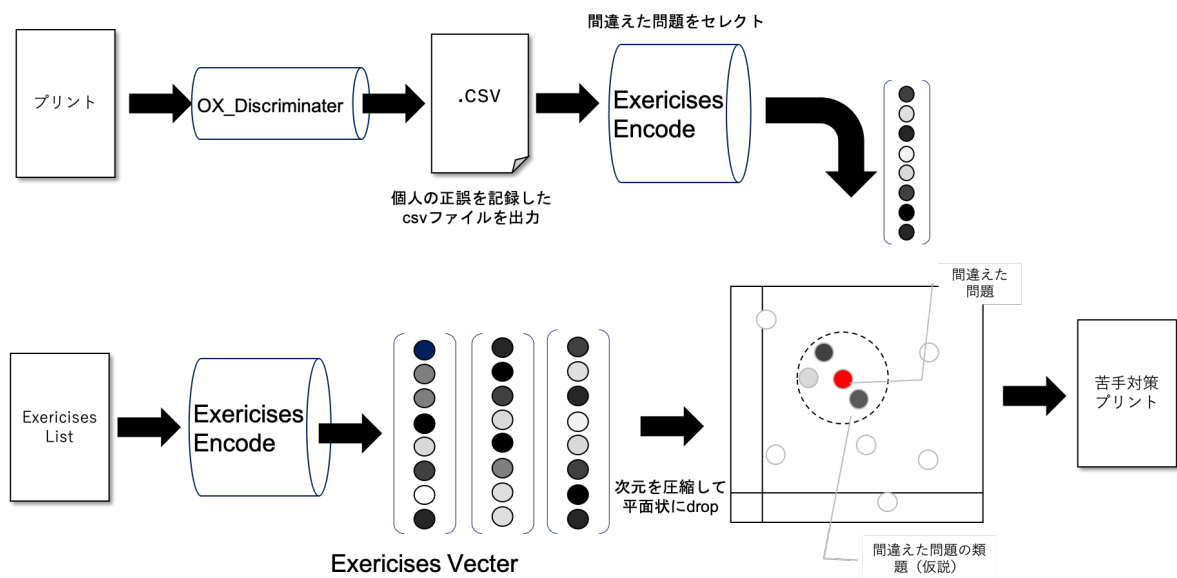 間違えた問題をセレクト
プリント
OX_Discriminater
.csv
Exericises
Encode
個人の正誤を記録した
csvファイルを出力
間違えた
問題
Exericises
List
Exericises
Encode
次元を圧縮して
平面状にdrop
苦手対策
プリント
Exericises Vecter
間違えた問題の類
題（仮説）